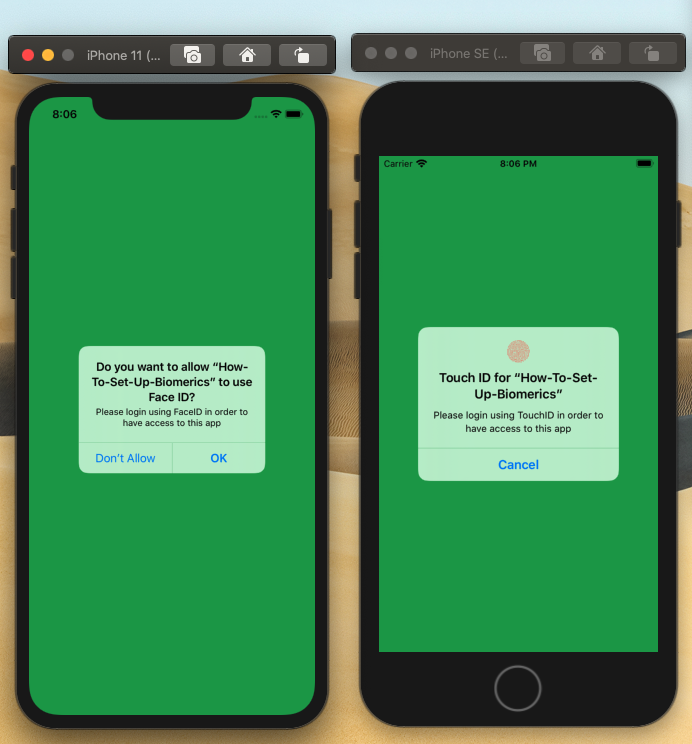 iPhone 11 (...
8:06
Do you want to allow “How-
To-Set-Up-Biomerics” to use
Face ID?
Please login using FaceID in order to
have access to this app
Don’t Allow
OK
iPhone SE (...
Carrier
8:06 PM
Touch ID for “How-To-Set-
Up-Biomerics”
Please login using TouchID in order to
have access to this app
Cancel